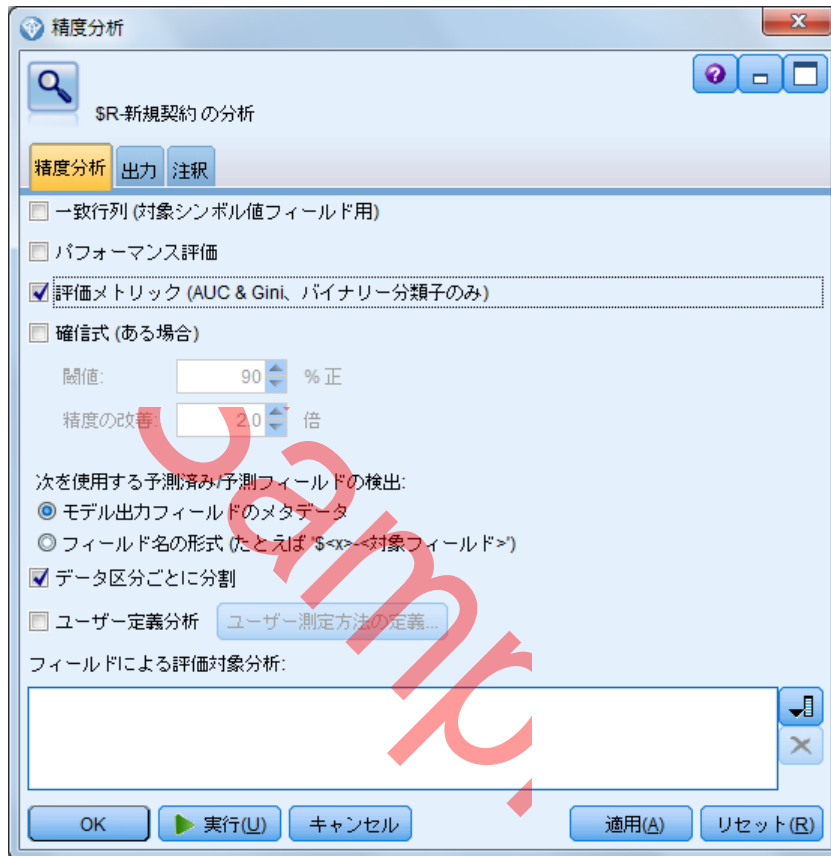 精度分析
$R-新規契約 の分析
精度分析 出力 注釈
一致行列 (対象シンボル値フィールド用)
パフォーマンス評価
評価メトリック (AUC & Gini、バイナリー分類子のみ)
確信式 (ある場合)
閾値: 90 % 正
精度の改善: 2.0 倍
次を使用する予測済み/予測フィールドの検出:
モデル出力フィールドのメタデータ
フィールド名の形式 (たとえば '$<x>-<対象フィールド>')
データ区分ごとに分割
ユーザー定義分析 ユーザー測定方法の定義...
フィールドによる評価対象分析:
OK 実行(U) キャンセル 適用(A) リセット(R)
Samp